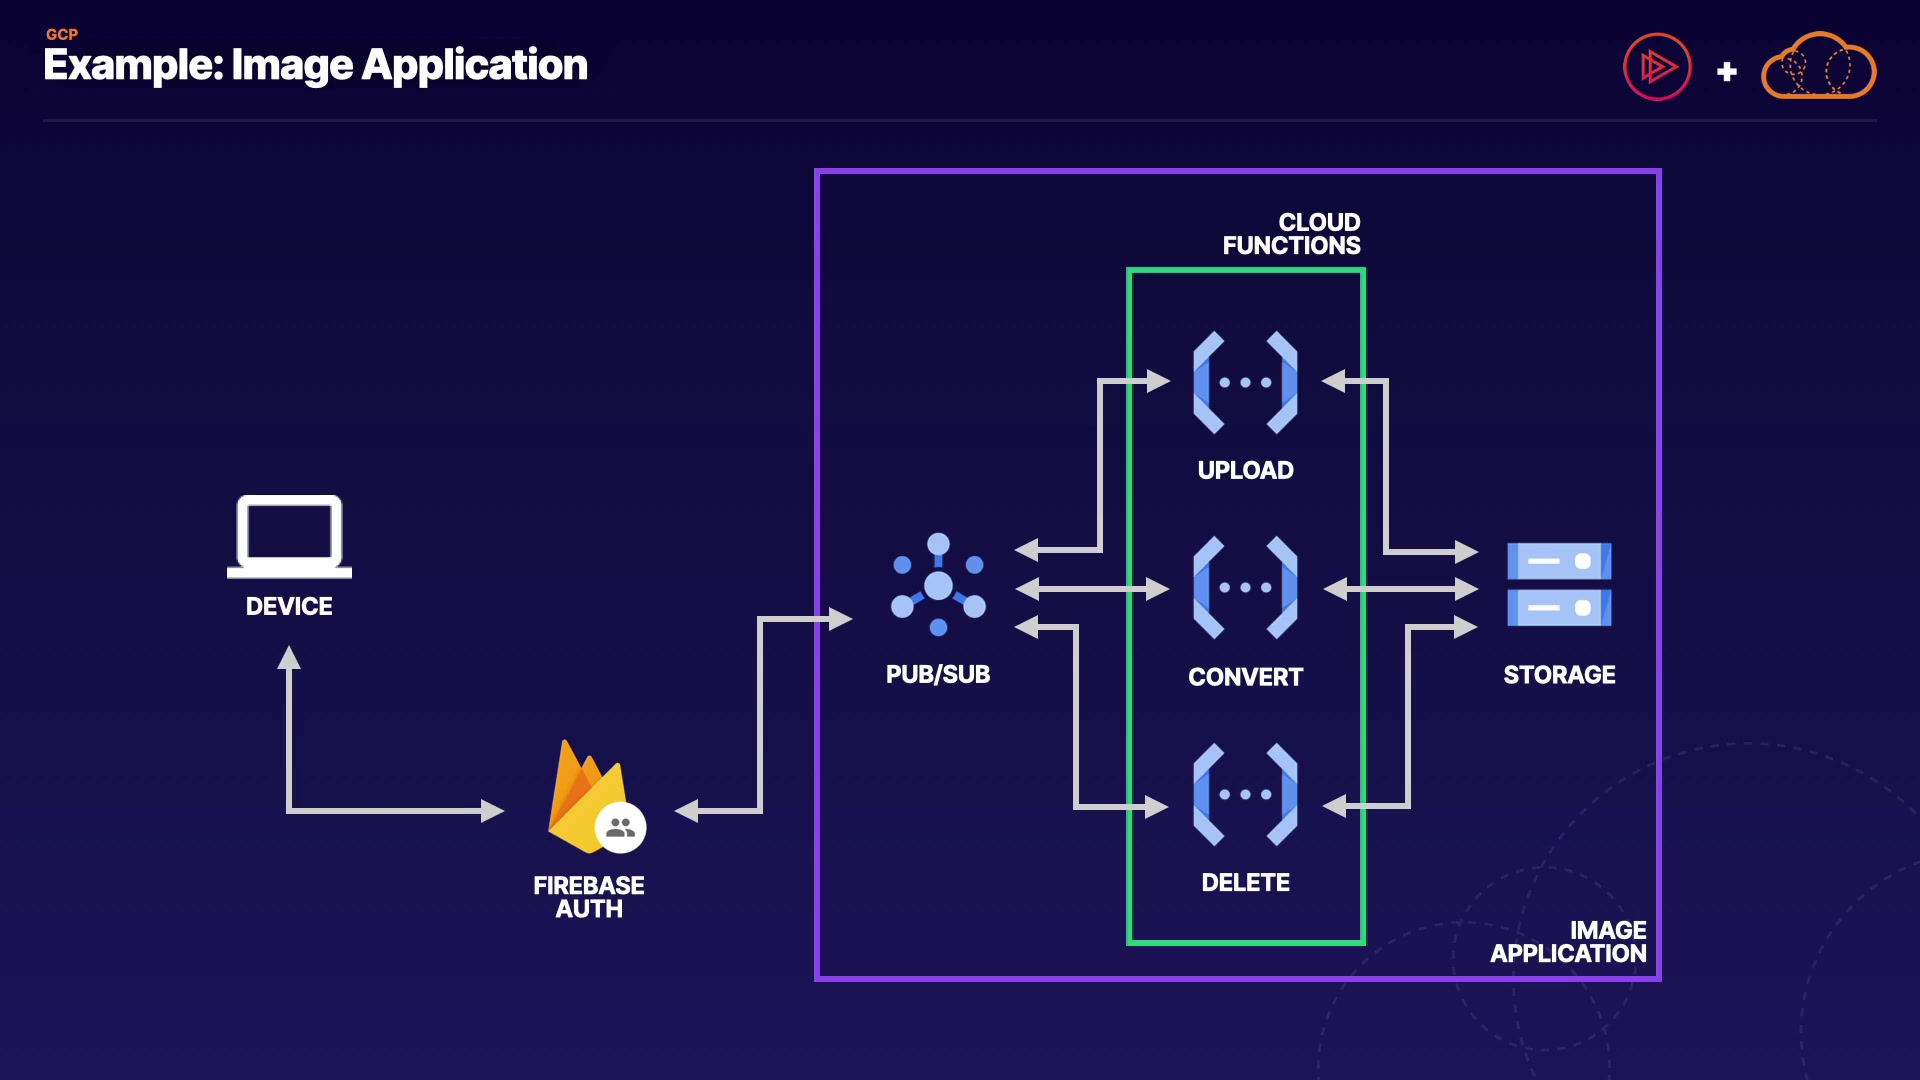 GCP
Example: Image Application
CLOUD
FUNCTIONS
UPLOAD
DEVICE
PUB/SUB
CONVERT
STORAGE
FIREBASE
AUTH
DELETE
IMAGE
APPLICATION